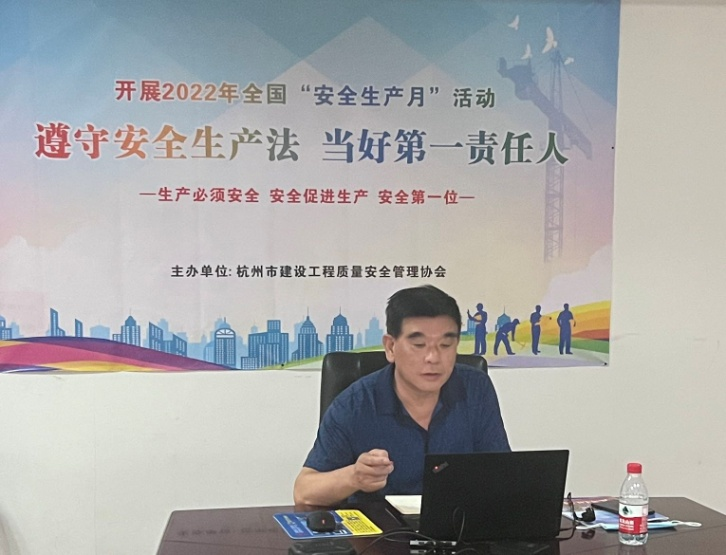 开展2022年全国“安全生产月”活动
遵守安全生产法 当好第一责任人
—生产必须安全 安全促进生产 安全第一位—
主办单位: 杭州市建设工程质量安全管理协会